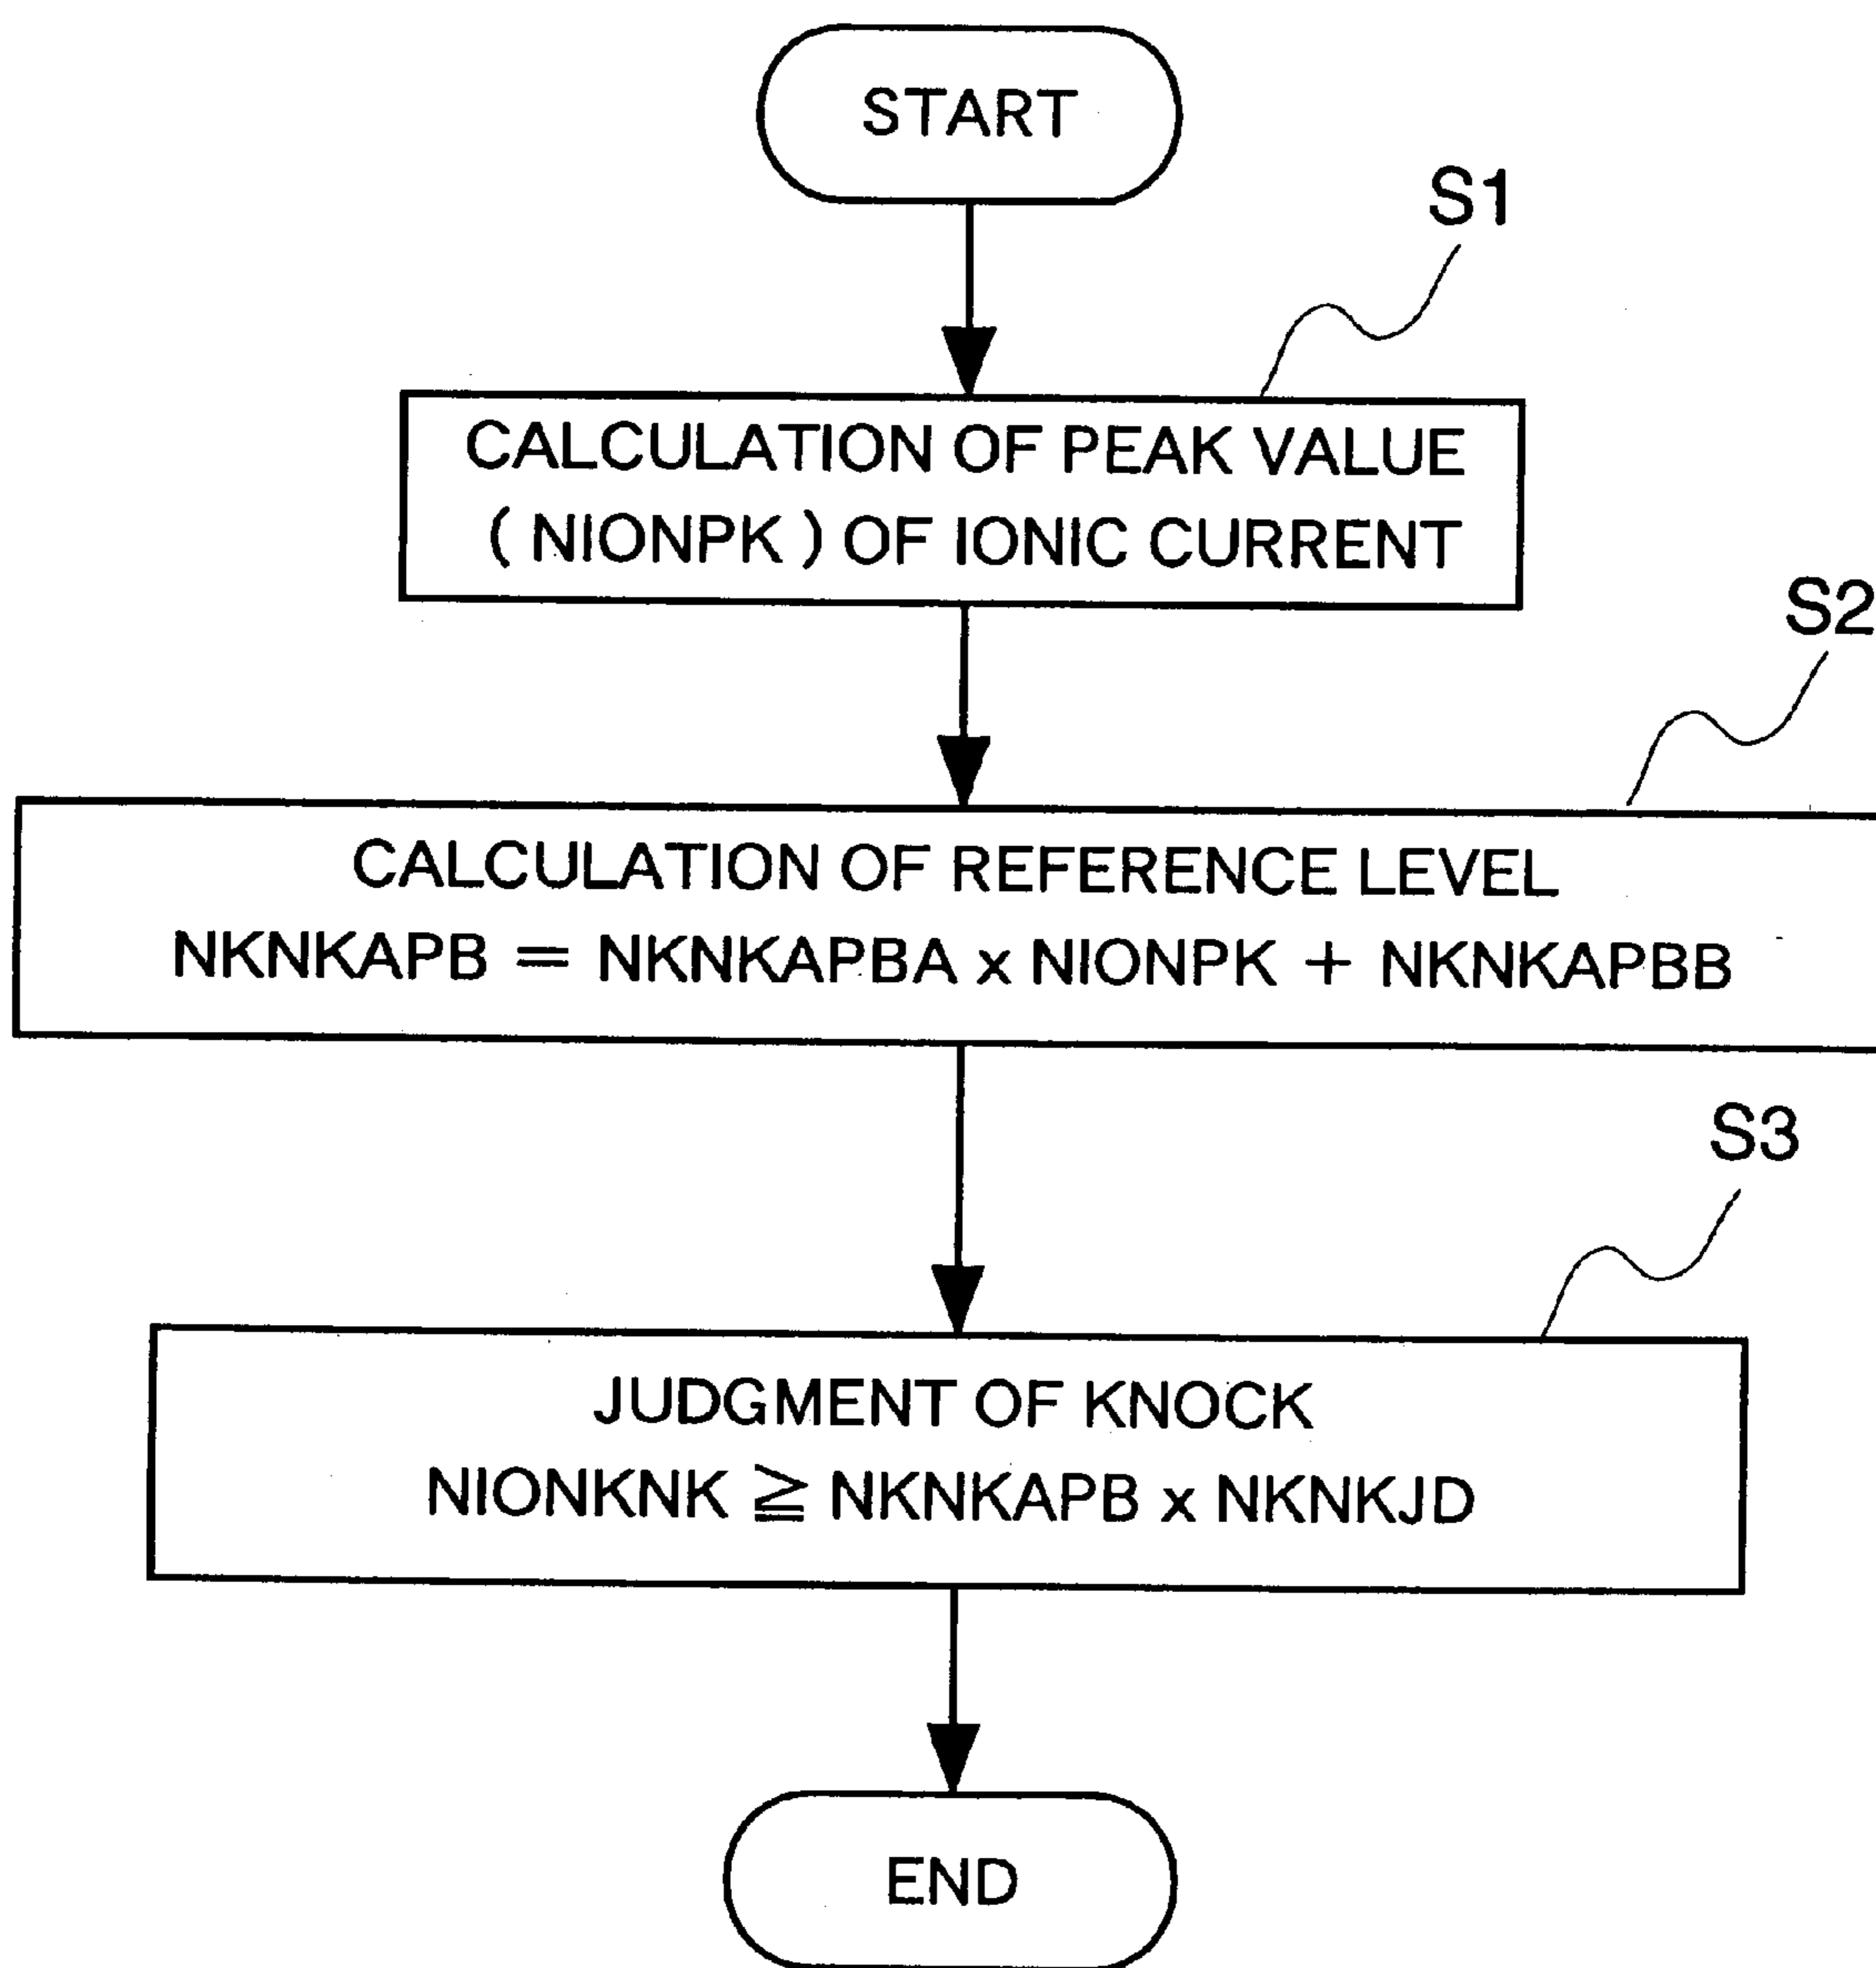 START
S1
CALCULATION OF PEAK VALUE
( NIONPK ) OF IONIC CURRENT
S2
CALCULATION OF REFERENCE LEVEL
NKNKAPB = NKNKAPBA x NIONPK + NKNKAPBB
S3
JUDGMENT OF KNOCK
NIONKNK ≧ NKNKAPB x NKNKJD
END